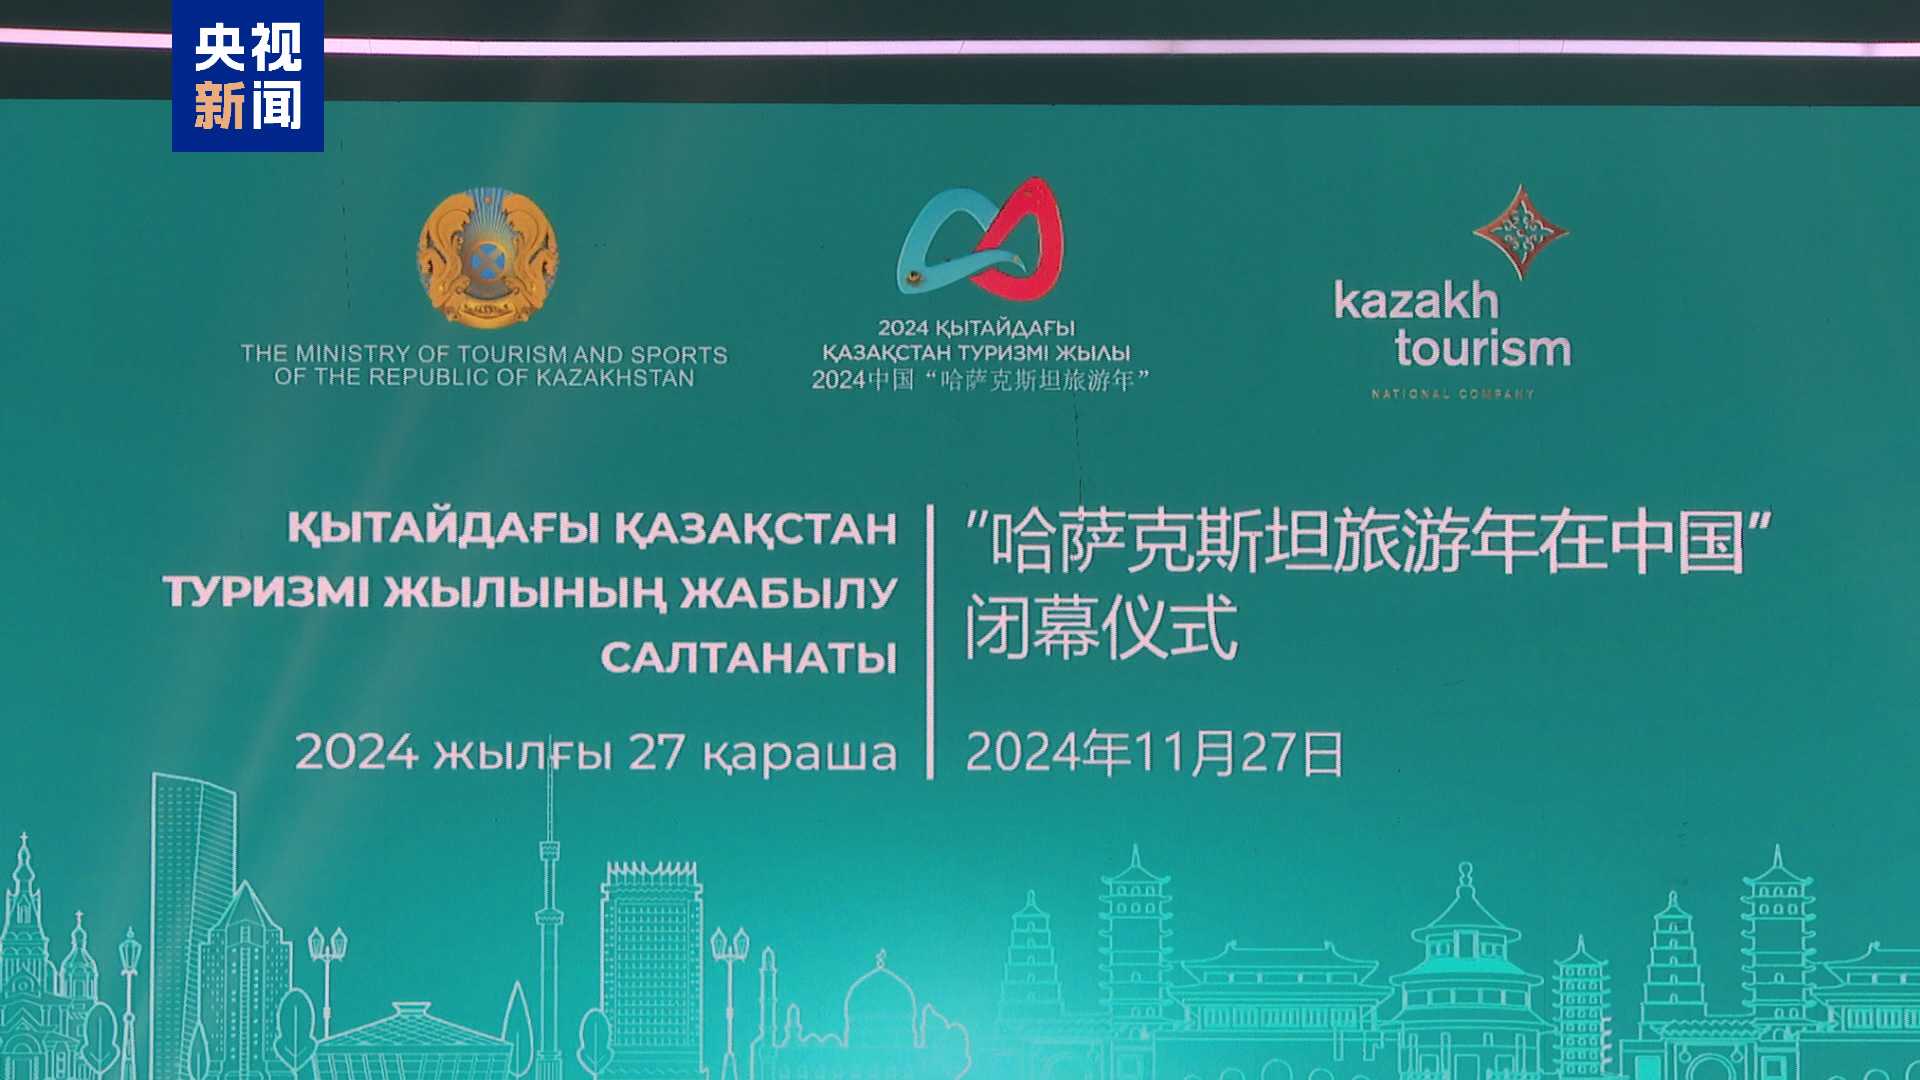 央视
新闻
THE MINISTRY OF TOURISM AND SPORTS
OF THE REPUBLIC OF KAZAKHSTAN
2024 ҚЫТАЙДАҒЫ
ҚАЗАҚСТАН ТУРИЗМІ ЖЫЛЫ
2024中国“哈萨克斯坦旅游年”
kazakh
tourism
NATIONAL COMPANY
ҚЫТАЙДАҒЫ ҚАЗАҚСТАН
ТУРИЗМІ ЖЫЛЫНЫҢ ЖАБЫЛУ
САЛТАНАТЫ
2024 жылғы 27 қараша
"哈萨克斯坦旅游年在中国"
闭幕仪式
2024年11月27日